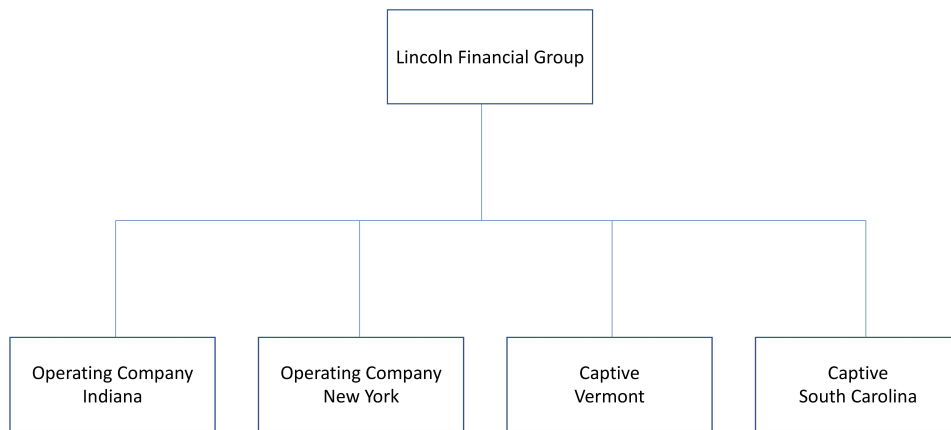 Lincoln Financial Group
Operating Company
Indiana
Operating Company
New York
Captive
Vermont
Captive
South Carolina